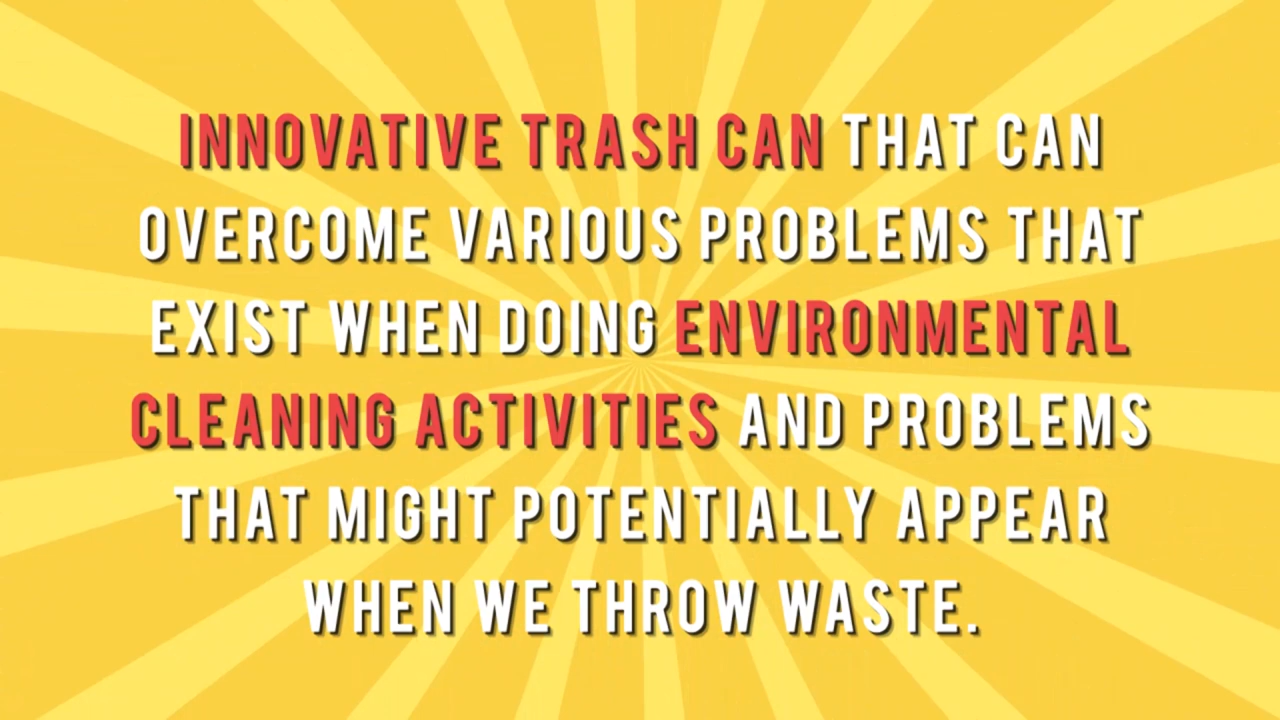 INNOVATIVE TRASH CAN THAT CAN
OVERCOME VARIOUS PROBLEMS THAT
EXIST WHEN DOING ENVIRONMENTAL
CLEANING ACTIVITIES AND PROBLEMS
THAT MIGHT POTENTIALLY APPEAR
WHEN WE THROW WASTE.